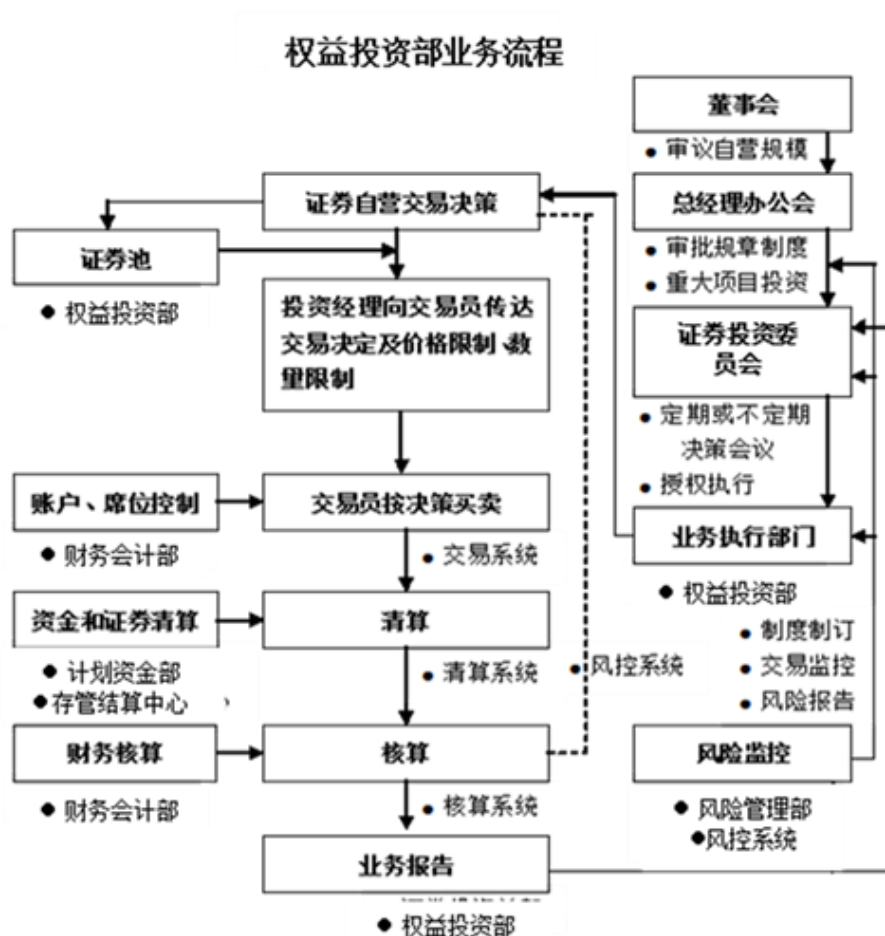 权益投资部业务流程
董事会
● 审议自营规模
证券自营交易决策
总经理办公会
证券池
● 审批规章制度
● 重大项目投资
● 权益投资部
投资经理向交易员传达
交易决定及价格限制、数
量限制
证券投资委
员会
● 定期或不定期
决策会议
● 授权执行
账户、席位控制
交易员按决策买卖
业务执行部门
● 财务会计部
● 交易系统
● 权益投资部
资金和证券清算
清算
● 制度制订
● 计划资金部
● 清算系统
● 风控系统
● 交易监控
● 存管结算中心
● 风险报告
财务核算
核算
风险监控
● 财务会计部
● 核算系统
● 风险管理部
● 风控系统
业务报告
● 权益投资部